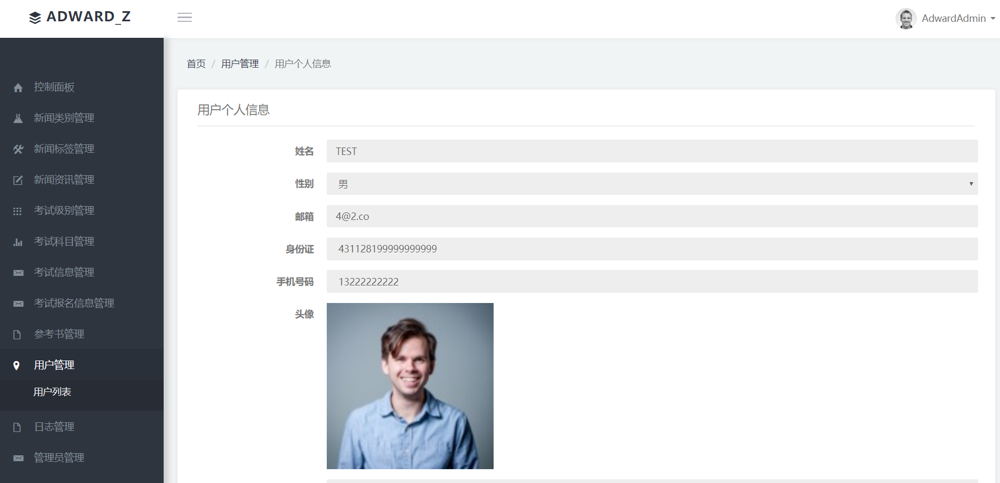 ADWARD_Z
AdwardAdmin
首页 / 用户管理 / 用户个人信息
控制面板
新闻类别管理
新闻标签管理
新闻资讯管理
考试级别管理
考试科目管理
考试信息管理
考试报名信息管理
参考书管理
用户管理
用户列表
日志管理
管理员管理
用户个人信息
姓名 TEST
性别 男
邮箱 4@2.co
身份证 431128199999999999
手机号码 13222222222
头像